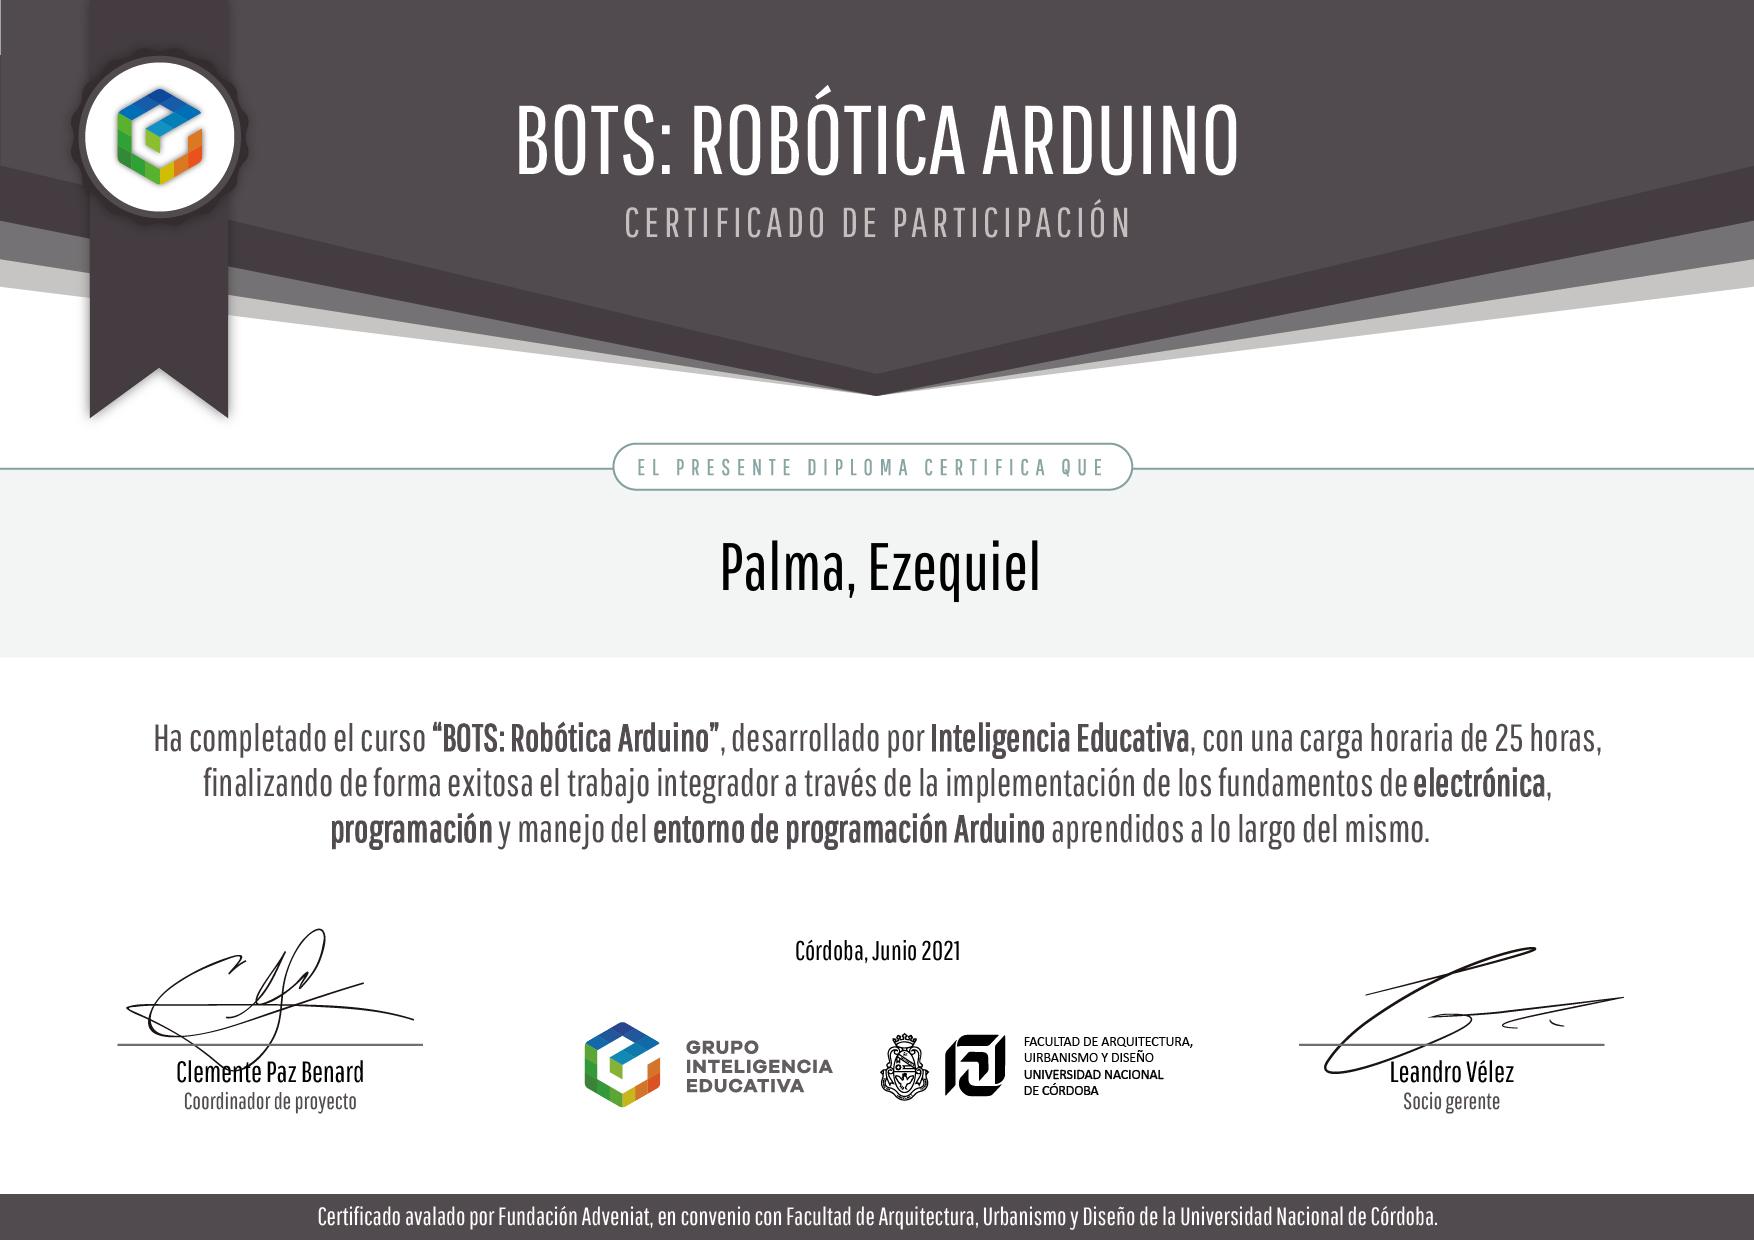 BOTS: ROBÓTICA ARDUINO
CERTIFICADO DE PARTICIPACIÓN
EL PRESENTE DIPLOMA CERTIFICA QUE
Palma, Ezequiel
Ha completado el curso “BOTS: Robótica Arduino”, desarrollado por Inteligencia Educativa, con una carga horaria de 25 horas,
finalizando de forma exitosa el trabajo integrador a través de la implementación de los fundamentos de electrónica,
programación y manejo del entorno de programación Arduino aprendidos a lo largo del mismo.
Córdoba, Junio 2021
Clemente Paz Benard
Coordinador de proyecto
GRUPO
INTELIGENCIA
EDUCATIVA
FACULTAD DE ARQUITECTURA,
UIRBANISMO Y DISEÑO
UNIVERSIDAD NACIONAL
DE CÓRDOBA
Leandro Vélez
Socio gerente
Certificado avalado por Fundación Adveniat, en convenio con Facultad de Arquitectura, Urbanismo y Diseño de la Universidad Nacional de Córdoba.